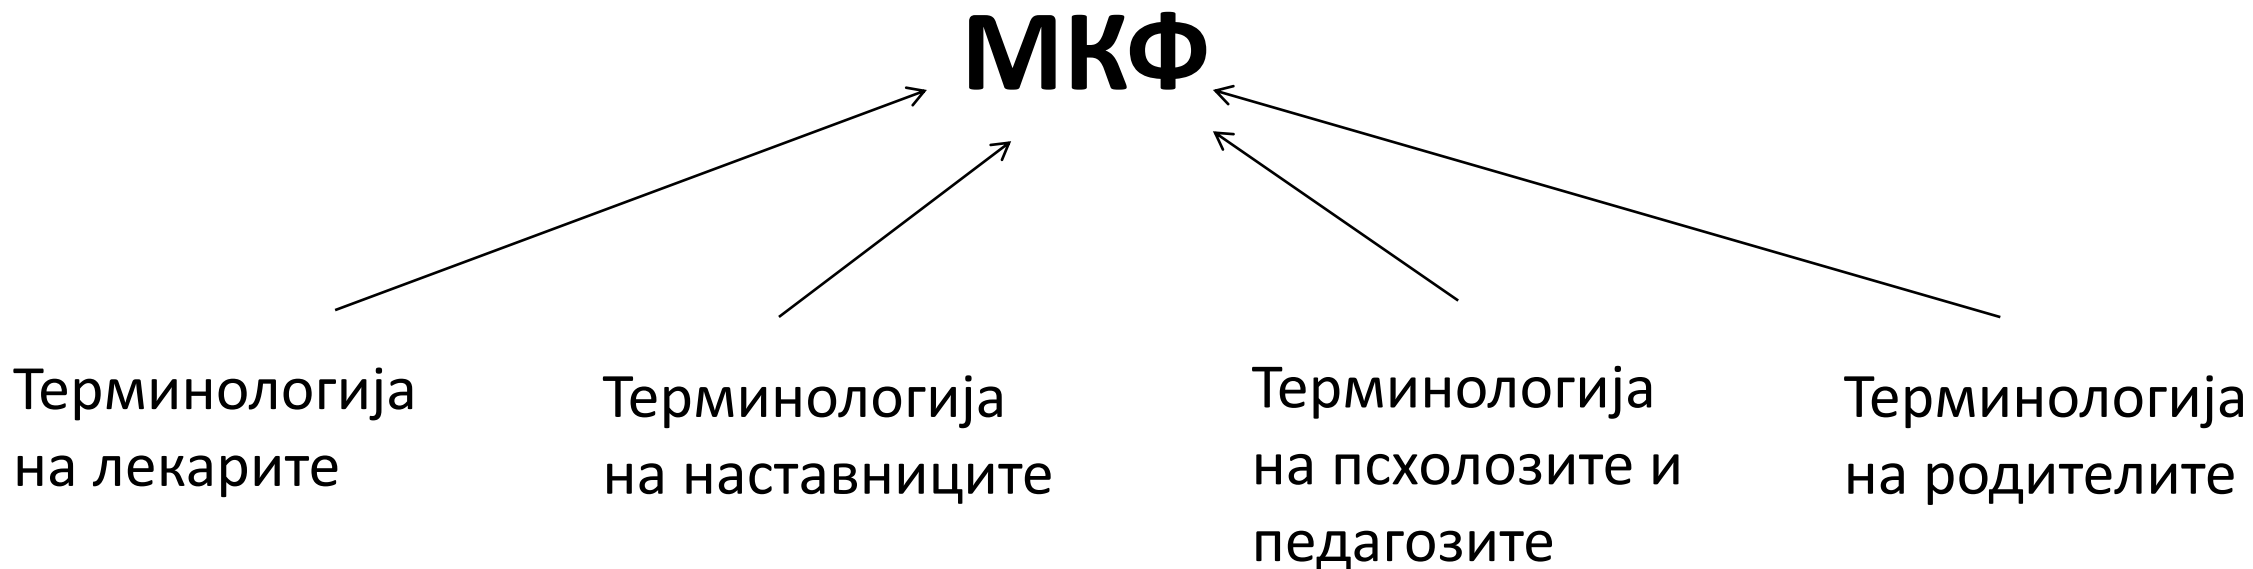 МКФ
Терминологија
на лекарите
Терминологија
на наставниците
Терминологија
на псхолозите и
педагозите
Терминологија
на родителите